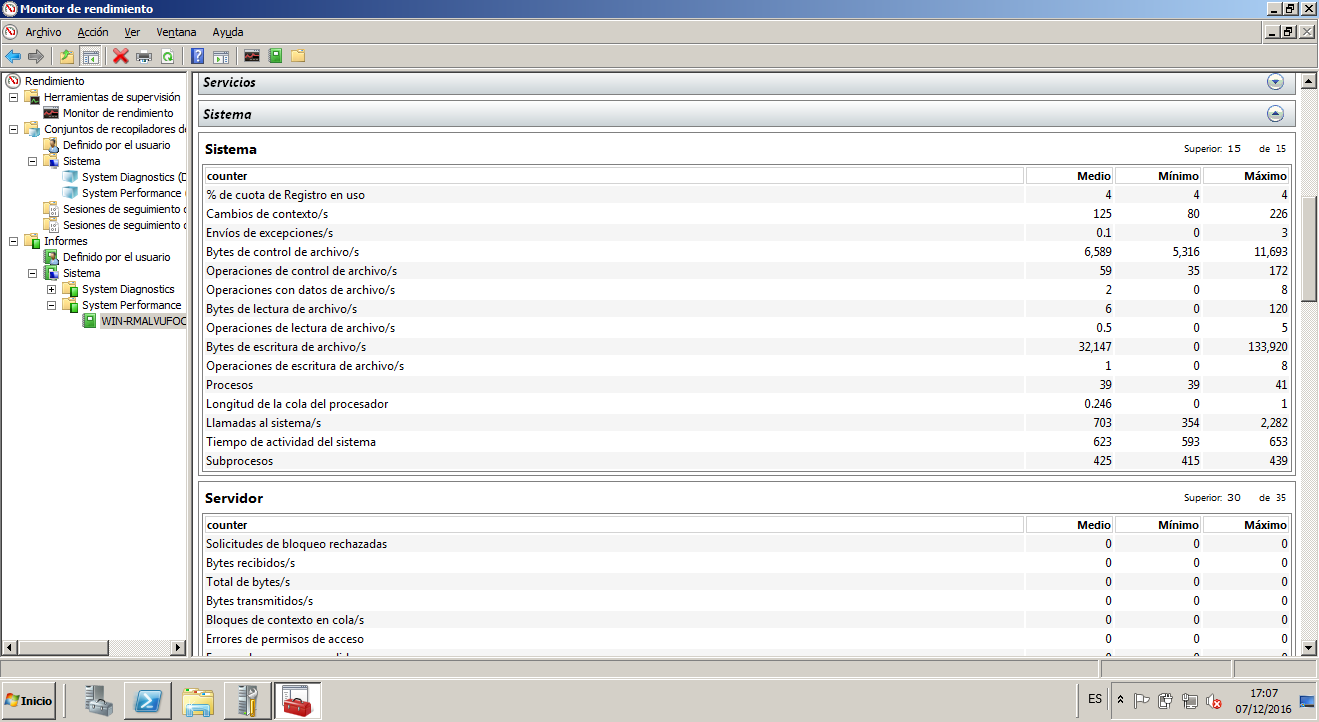 Monitor de rendimiento
Archivo Acción Ver Ventana Ayuda
Rendimiento
Herramientas de supervisión
Monitor de rendimiento
Conjuntos de recopiladores de
Definido por el usuario
Sistema
System Diagnostics (D
System Performance
Sesiones de seguimiento d
Sesiones de seguimiento d
Informes
Definido por el usuario
Sistema
System Diagnostics
System Performance
WIN-RMALVUFOC
Servicios
Sistema
Sistema Superior: 15 de 15
counter Medio Mínimo Máximo
% de cuota de Registro en uso 4 4 4
Cambios de contexto/s 125 80 226
Envíos de excepciones/s 0.1 0 3
Bytes de control de archivo/s 6,589 5,316 11,693
Operaciones de control de archivo/s 59 35 172
Operaciones con datos de archivo/s 2 0 8
Bytes de lectura de archivo/s 6 0 120
Operaciones de lectura de archivo/s 0.5 0 5
Bytes de escritura de archivo/s 32,147 0 133,920
Operaciones de escritura de archivo/s 1 0 8
Procesos 39 39 41
Longitud de la cola del procesador 0.246 0 1
Llamadas al sistema/s 703 354 2,282
Tiempo de actividad del sistema 623 593 653
Subprocesos 425 415 439
Servidor Superior: 30 de 35
counter Medio Mínimo Máximo
Solicitudes de bloqueo rechazadas 0 0 0
Bytes recibidos/s 0 0 0
Total de bytes/s 0 0 0
Bytes transmitidos/s 0 0 0
Bloques de contexto en cola/s 0 0 0
Errores de permisos de acceso 0 0 0
Inicio
ES
17:07
07/12/2016